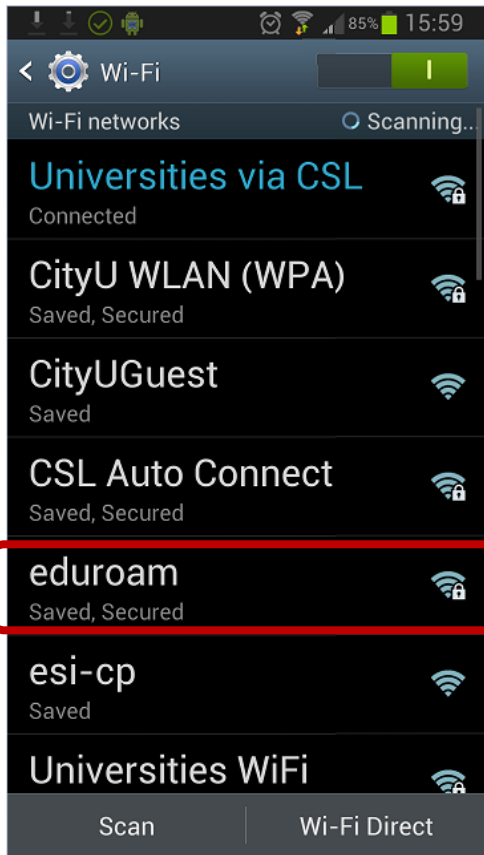 85% 15:59
Wi-Fi
Wi-Fi networks Scanning...
Universities via CSL
Connected
CityU WLAN (WPA)
Saved, Secured
CityUGuest
Saved
CSL Auto Connect
Saved, Secured
eduroam
Saved, Secured
esi-cp
Saved
Universities WiFi
Scan Wi-Fi Direct